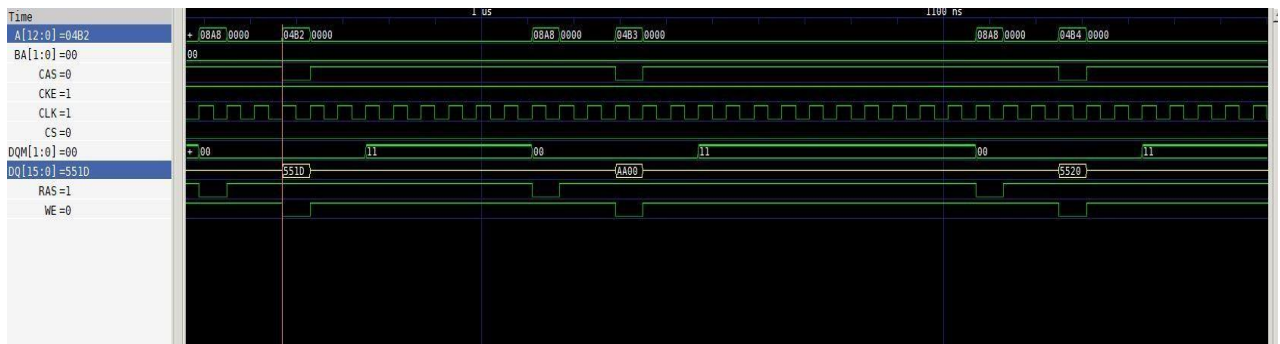 Time 1 us 1100 ns
A[12:0] =04B2 + 08A8 0000 04B2 0000 08A8 0000 04B3 0000 08A8 0000 04B4 0000
BA[1:0] =00 00
CAS =0
CKE =1
CLK =1
CS =0
DQM[1:0] =00 + 00 11 00 11 00 11
DQ[15:0] =551D 551D AA00 5520
RAS =1
WE =0